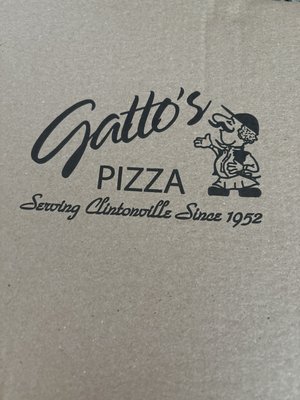 Gatto's
PIZZA
Serving Clintonville Since 1952